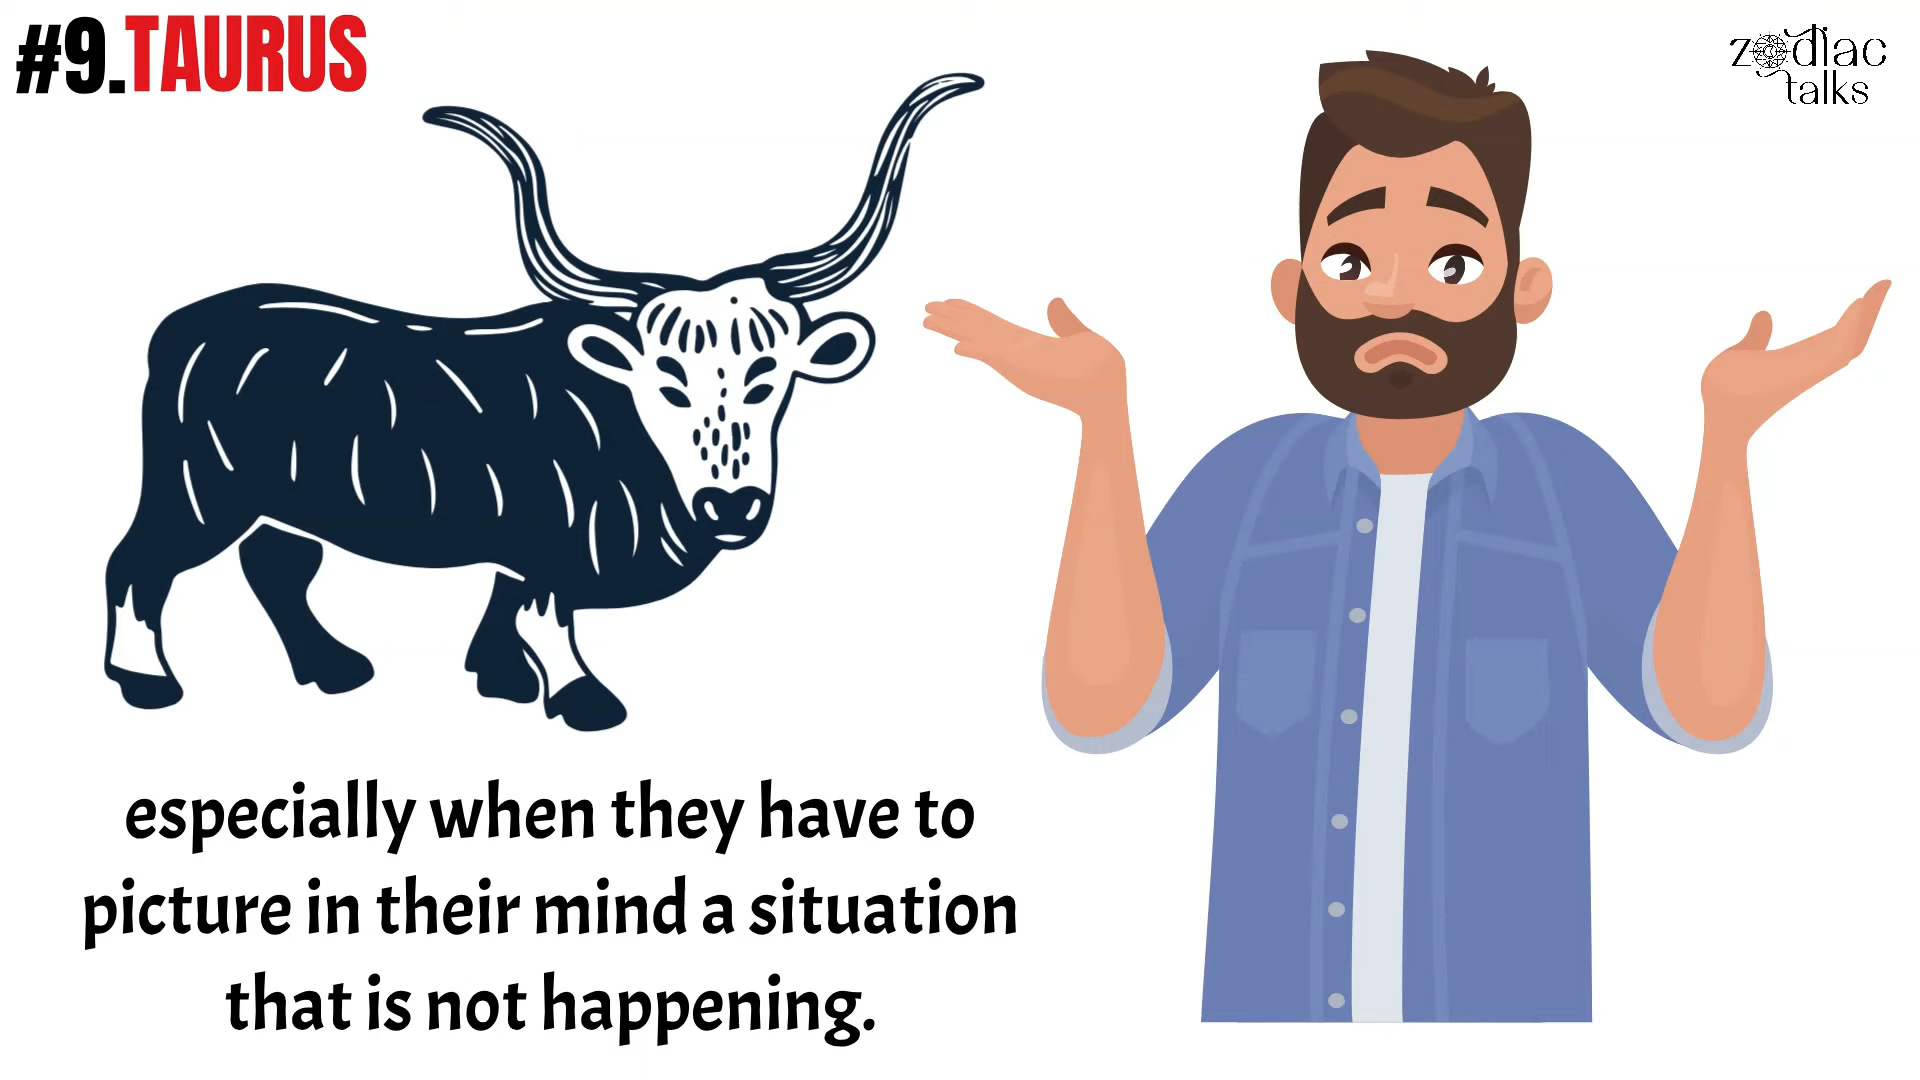 #9.TAURUS
zodiac
talks
especially when they have to
picture in their mind a situation
that is not happening.